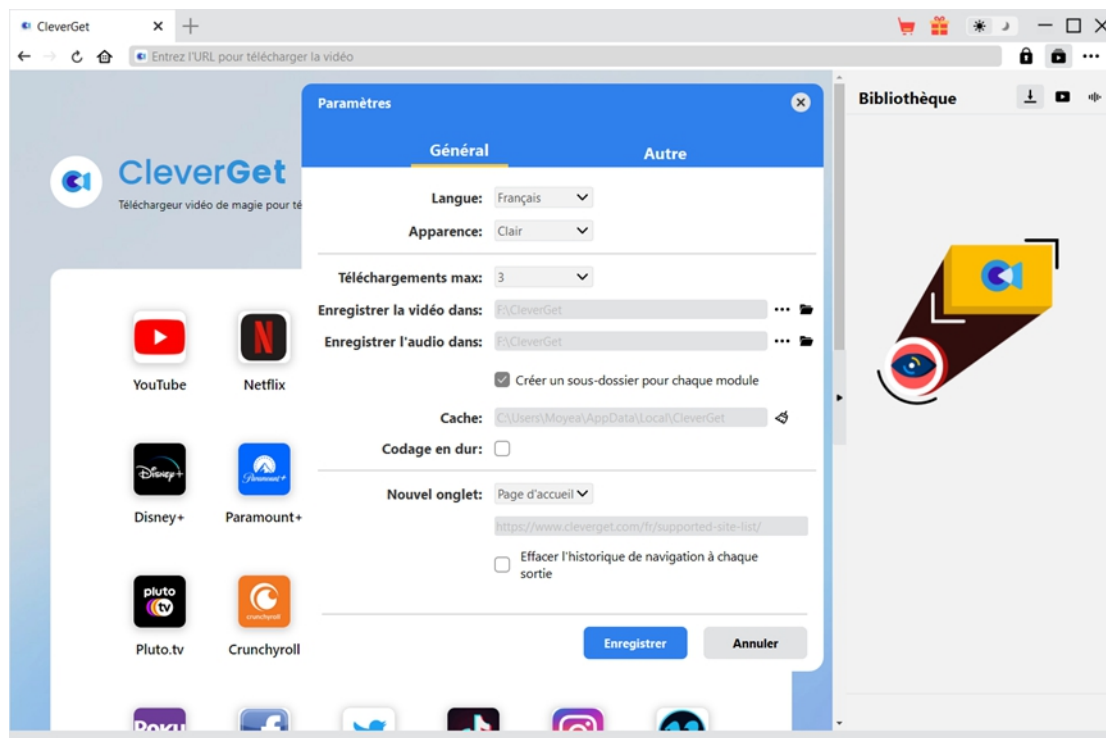 CleverGet
Entrez l'URL pour télécharger la vidéo
Paramètres
Bibliothèque
Général
Autre
CleverGet
Téléchargeur vidéo de magie pour té
Langue: Français
Apparence: Clair
Téléchargements max: 3
Enregistrer la vidéo dans: F:\CleverGet
Enregistrer l'audio dans: F:\CleverGet
Créer un sous-dossier pour chaque module
Cache: C:\Users\Moyea\AppData\Local\CleverGet
Codage en dur:
Nouvel onglet: Page d'accueil
https://www.cleverget.com/fr/supported-site-list/
Effacer l'historique de navigation à chaque
sortie
Enregistrer
Annuler
N
YouTube
Netflix
Disney+
Paramount+
Disney+
Paramount+
pluto
tv
crunchyroll
Pluto.tv
Crunchyroll
Roku